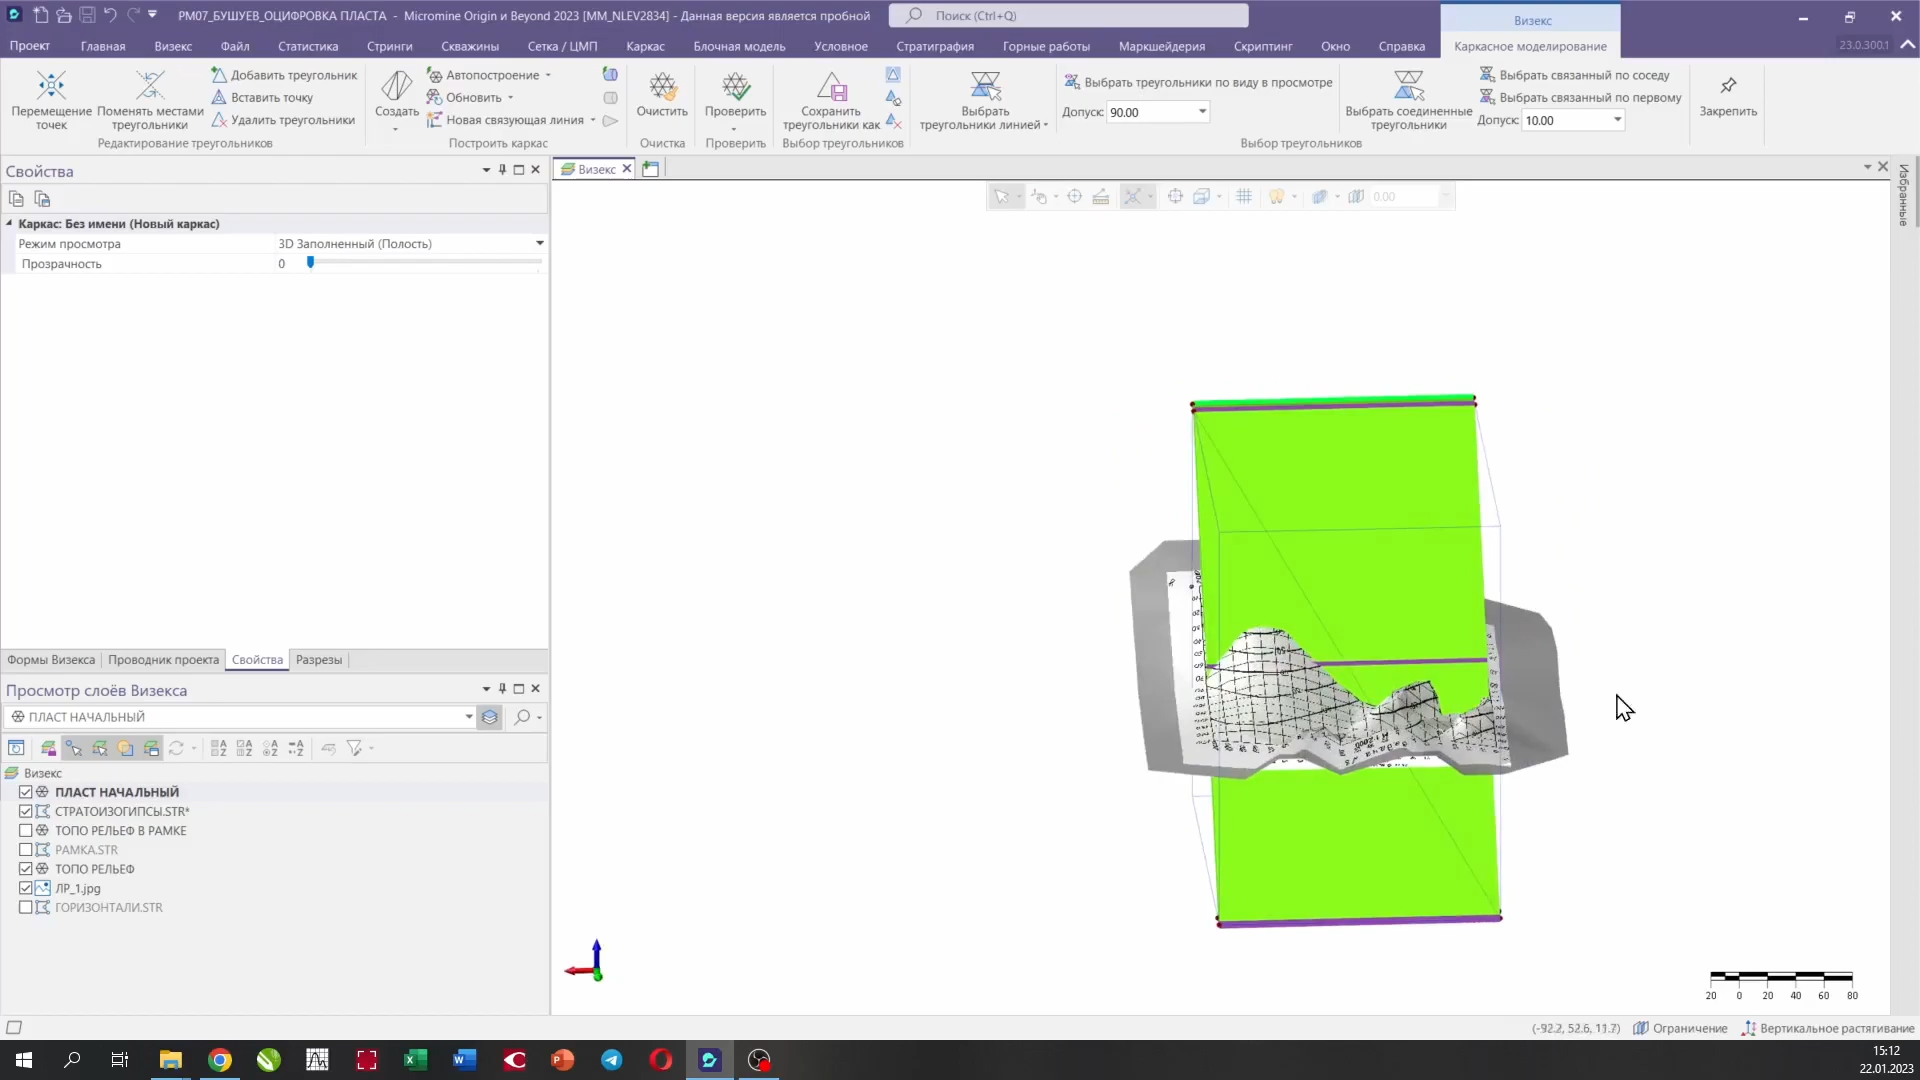 РМ07_БУШУЕВ_ОЦИФРОВКА ПЛАСТА - Micromine Origin и Beyond 2023 [MM_NLEV2834] - Данная версия является пробной
Поиск (Ctrl+Q)
Визекс
Проект Главная Визекс Файл Статистика Стринги Скважины Сетка / ЦМП Каркас Блочная модель Условное Стратиграфия Горные работы Маркшейдерия Скриптинг Окно Справка Каркасное моделирование 23.0.300.1
Перемещение точек
Поменять местами треугольники
Добавить треугольник
Вставить точку
Удалить треугольники
Редактирование треугольников
Создать
Автопостроение
Обновить
Новая связующая линия
Построить каркас
Очистить
Очистка
Проверить
Проверить
Сохранить треугольники как
Выбор треугольников
Выбрать треугольники линией
Выбрать треугольники по виду в просмотре
Допуск: 90.00
Выбрать соединенные треугольники
Выбрать связанный по соседу
Выбрать связанный по первому
Допуск: 10.00
Выбор треугольников
Закрепить
Свойства
Каркас: Без имени (Новый каркас)
Режим просмотра 3D Заполненный (Полость)
Прозрачность 0
Формы Визекса Проводник проекта Свойства Разрезы
Просмотр слоёв Визекса
ПЛАСТ НАЧАЛЬНЫЙ
Визекс
ПЛАСТ НАЧАЛЬНЫЙ
СТРАТОИЗОГИПСЫ.STR*
ТОПО РЕЛЬЕФ В РАМКЕ
РАМКА.STR
ТОПО РЕЛЬЕФ
ЛР_1.jpg
ГОРИЗОНТАЛИ.STR
Визекс
0.00
Избранные
20 0 20 40 60 80
(-92.2, 52.6, 11.7) Ограничение Вертикальное растягивание
15:12
22.01.2023